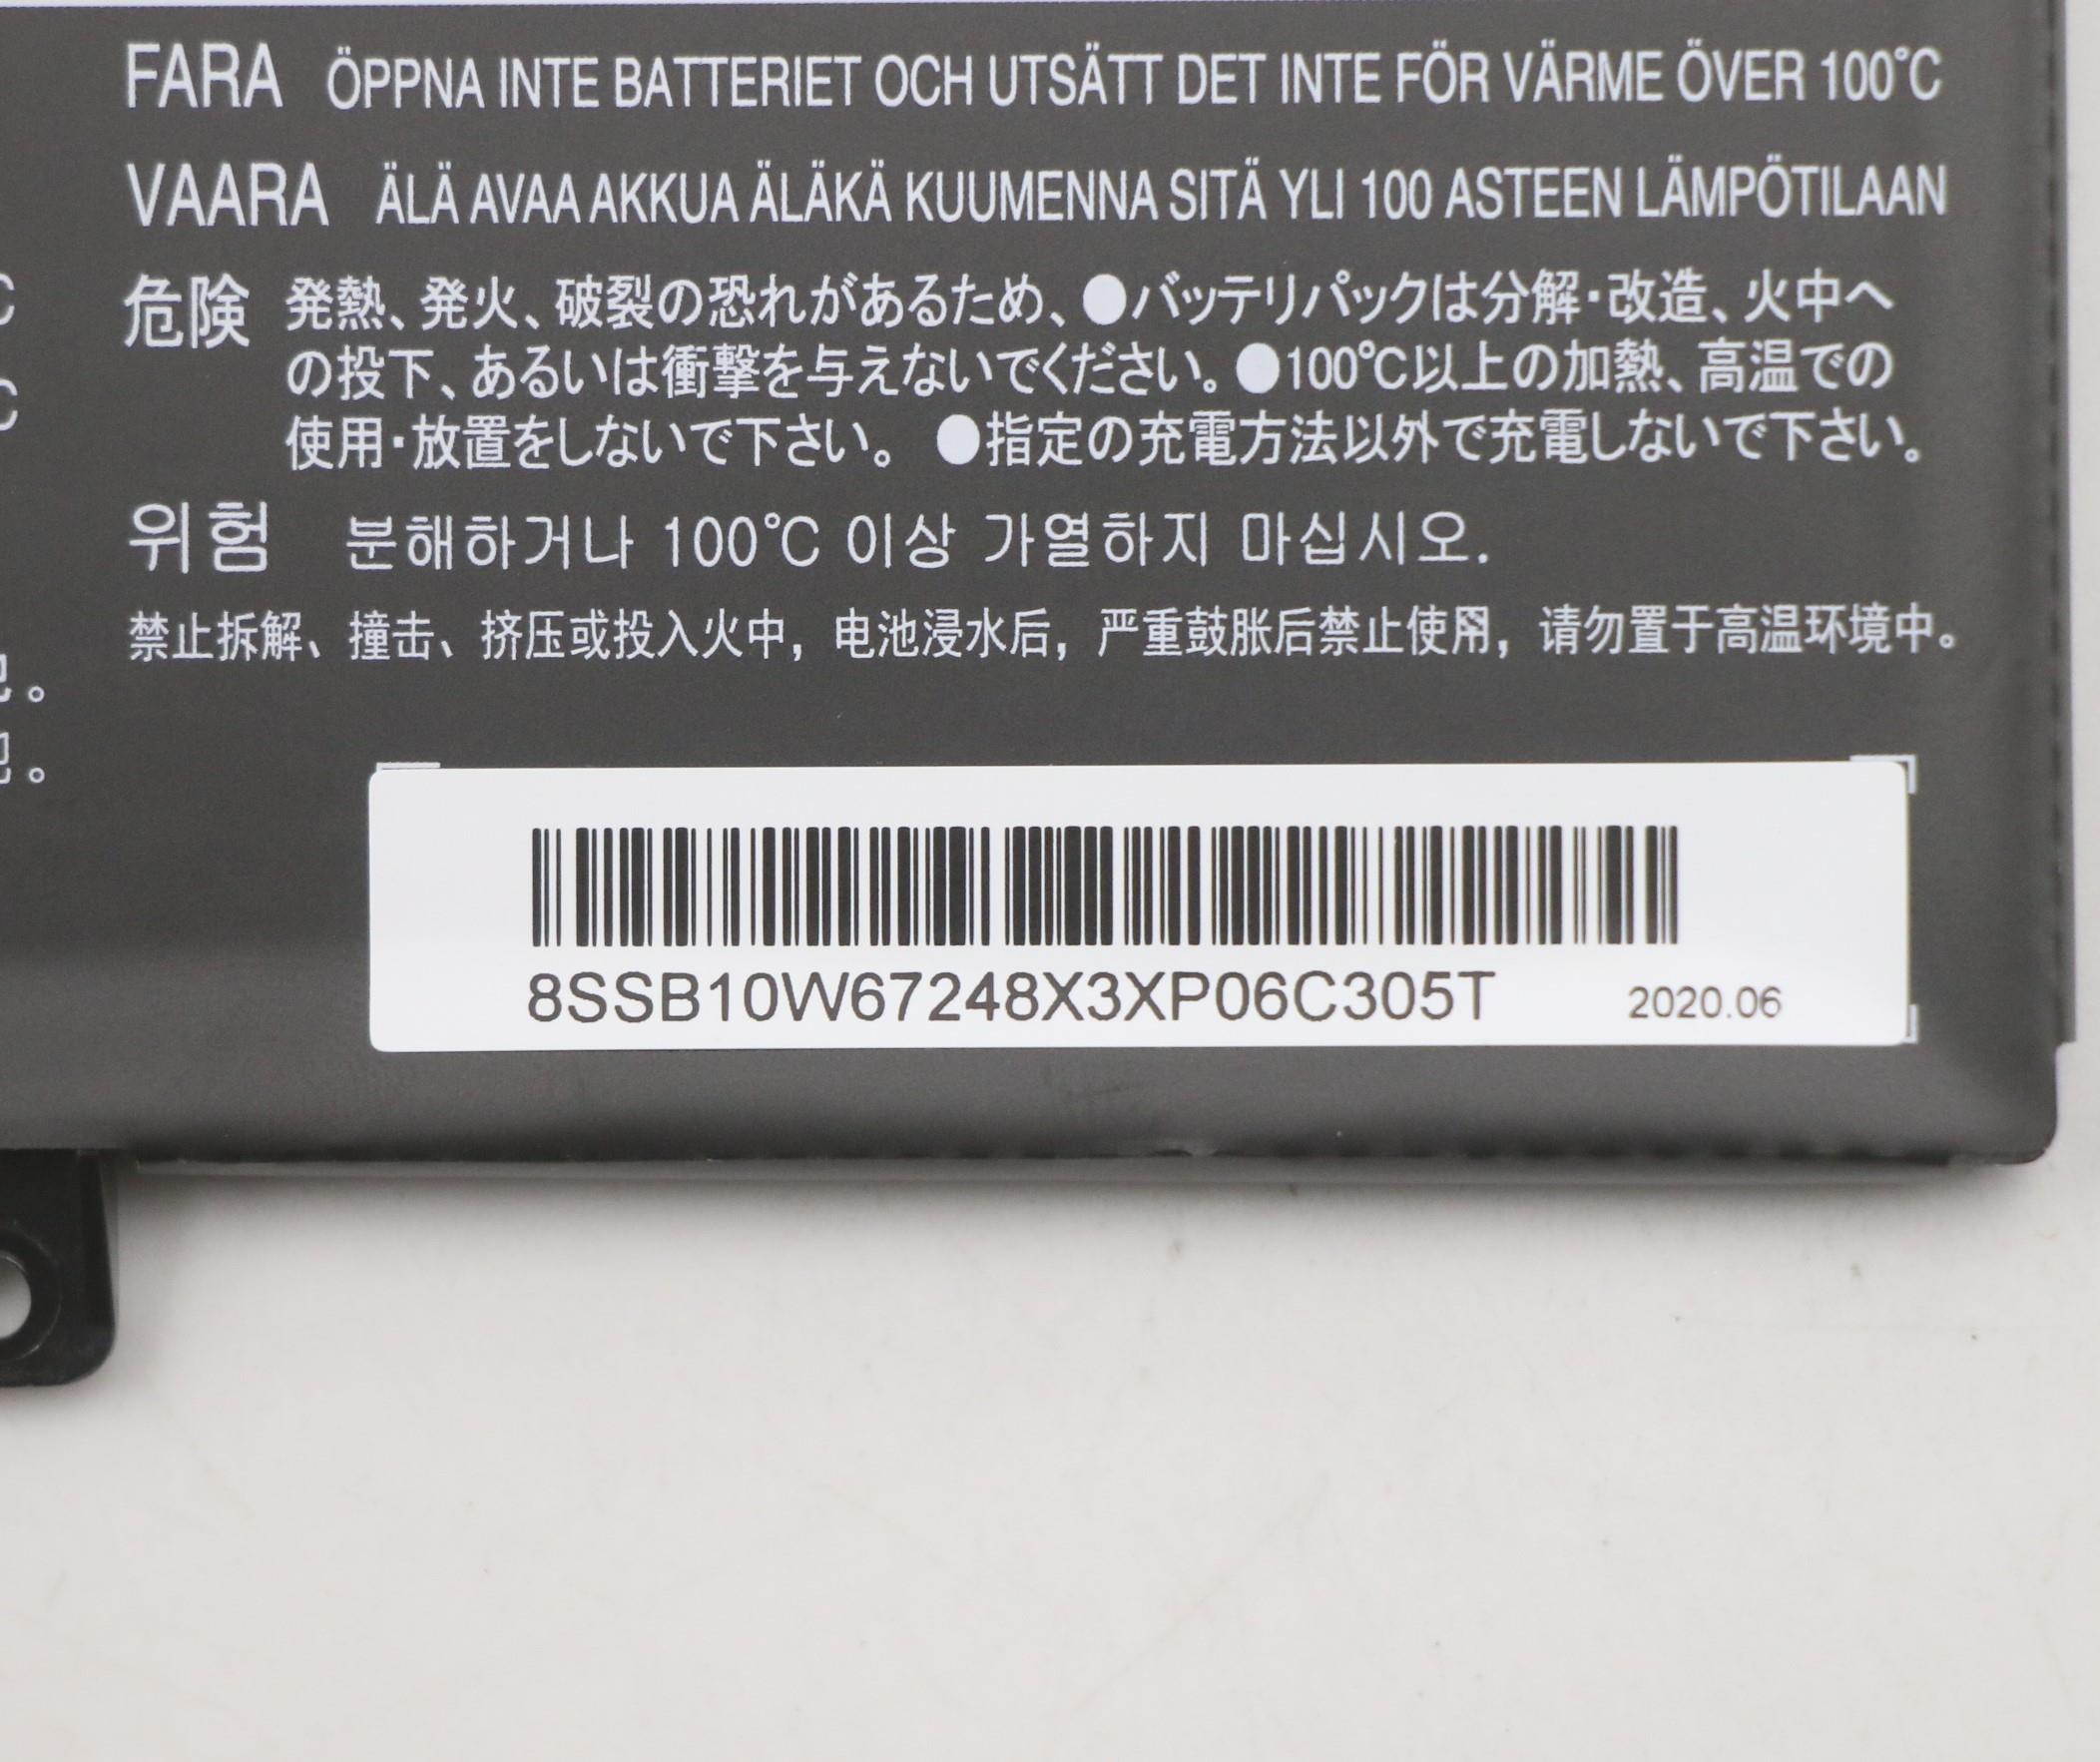 FARA ÖPPNA INTE BATTERIET OCH UTSÄTT DET INTE FÖR VÄRME ÖVER 100°C
VAARA ÄLÄ AVAA AKKUA ÄLÄKÄ KUUMENNA SITÄ YLI 100 ASTEEN LÄMPÖTILAAN
危険 発熱、発火、破裂の恐れがあるため、●バッテリパックは分解・改造、火中へ
の投下、あるいは衝撃を与えないでください。●100℃以上の加熱、高温での
使用・放置をしないで下さい。 ●指定の充電方法以外で充電しないで下さい。
위험 분해하거나 100℃ 이상 가열하지 마십시오.
禁止拆解、撞击、挤压或投入火中，电池浸水后，严重鼓胀后禁止使用，请勿置于高温环境中。
8SSB10W67248X3XP06C305T 2020.06